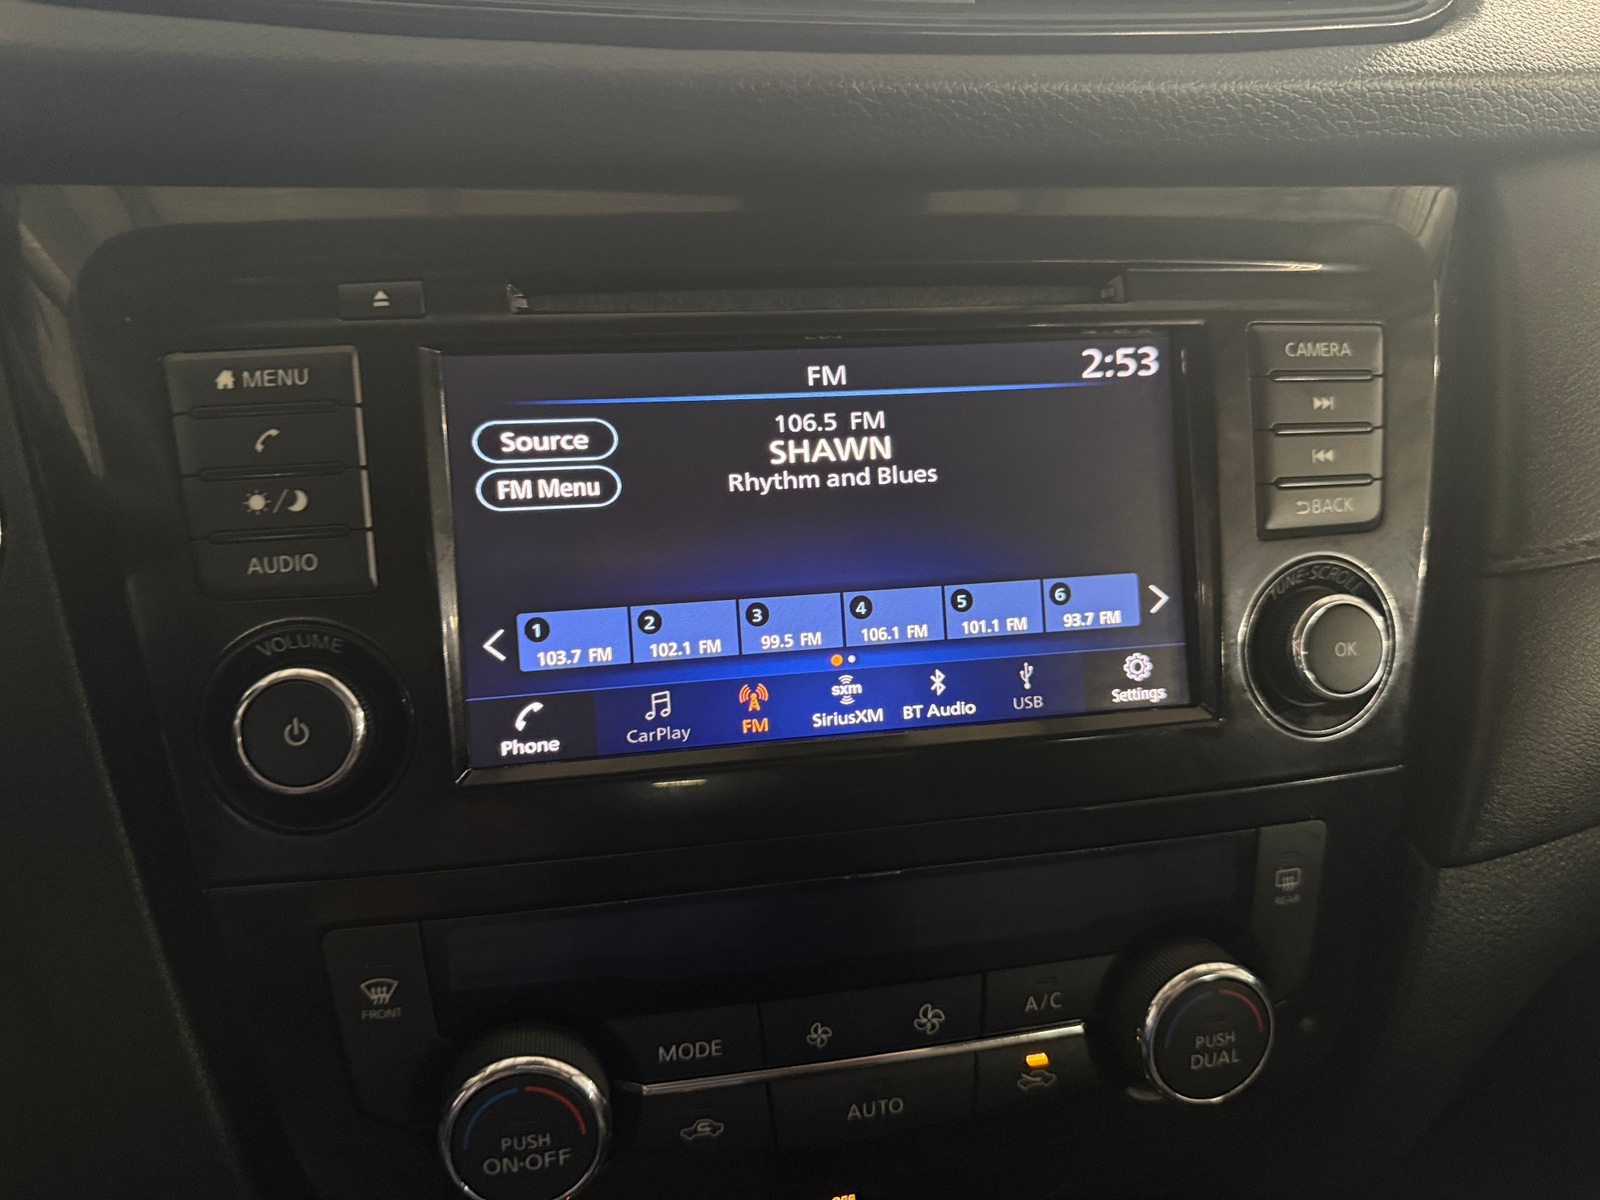 MENU
AUDIO
VOLUME
FM
2:53
Source
FM Menu
106.5 FM
SHAWN
Rhythm and Blues
1
103.7 FM
2
102.1 FM
3
99.5 FM
4
106.1 FM
5
101.1 FM
6
93.7 FM
Phone
CarPlay
FM
sxm
SiriusXM
BT Audio
USB
Settings
CAMERA
BACK
TUNE·SCROLL
OK
FRONT
REAR
MODE
A/C
AUTO
PUSH
ON·OFF
PUSH
DUAL